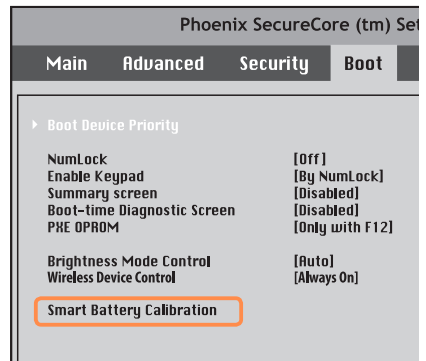 Phoenix SecureCore (tm) Set
Main Advanced Security Boot
Boot Device Priority
NumLock [Off]
Enable Keypad [By NumLock]
Summary screen [Disabled]
Boot-time Diagnostic Screen [Disabled]
PXE OPROM [Only with F12]
Brightness Mode Control [Auto]
Wireless Device Control [Always On]
Smart Battery Calibration